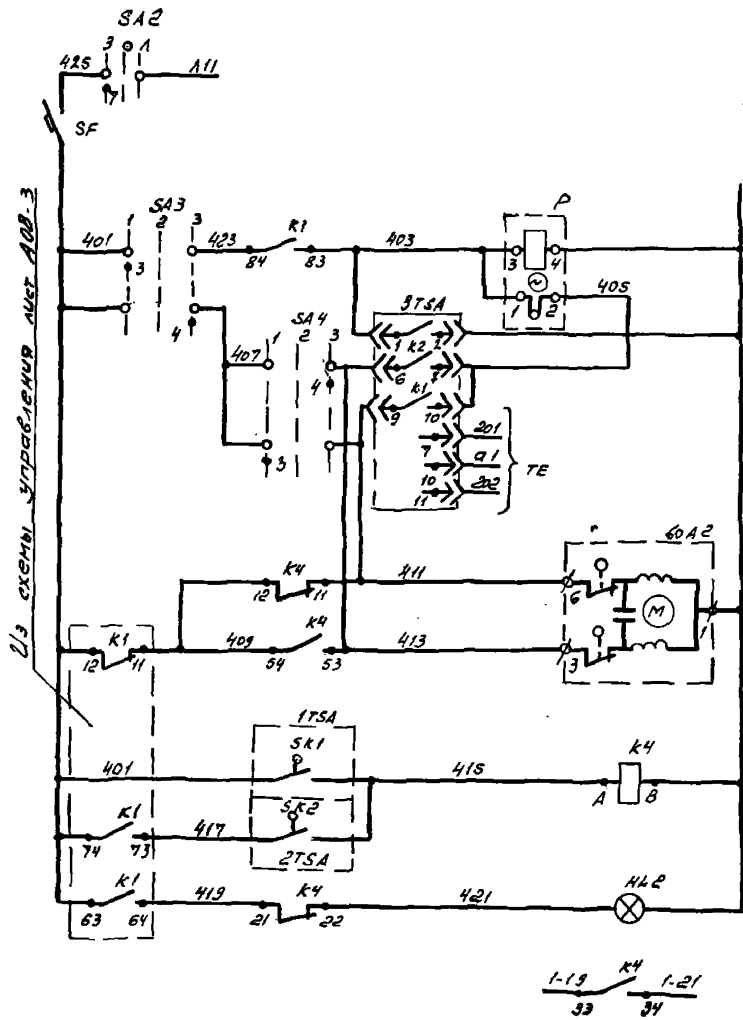 SA2
3 Л
425 Л11
7
SF
Из схемы управления лист АОВ-3
SA3
1 2 3
401 423 K1 403
3 84 83
P
3 4
405
1 2
4
3TSA
SA4
1 2 3
407
1 K2 2
4 6
K1
9 10
3
7 201
a1
10
11 202
TE
60A2
K4
12 11 411
6
M
1
K1
12 11
409 K4 413
54 53 3
1TSA
SK1
401 415 K4
A B
SK2
K1
74 73 417
2TSA
K1
63 64
419 K4 421 HL2
21 22
1-19 K4 1-21
33 34